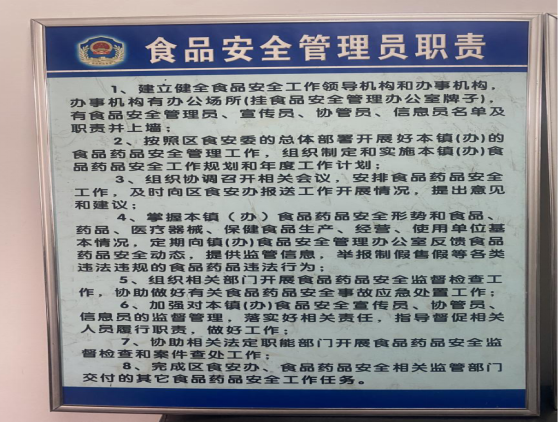 食品安全管理员职责
1、建立健全食品安全工作领导机构和办事机构，
办事机构有办公场所(挂食品安全管理办公室牌子)，
有食品安全管理员、宣传员、协管员、信息员名单及
职责并上墙；
2、按照区食安委的总体部署开展好本镇(办)的
食品药品安全管理工作，组织制定和实施本镇(办)食
品药品安全工作规划和年度工作计划；
3、组织协调召开相关会议，安排食品药品安全
工作，及时向区食安办报送工作开展情况，提出意见
和建议；
4、掌握本镇（办）食品药品安全形势和食品、
药品、医疗器械、保健食品生产、经营、使用单位基
本情况，定期向镇(办)食品安全管理办公室反馈食品
药品安全动态，提供监管信息，举报制假售假等各类
违法违规的食品药品违法行为；
5、组织相关部门开展食品药品安全监督检查工
作，协助做好有关食品药品安全事故应急处置工作；
6、加强对本镇(办)食品安全宣传员、协管员、
信息员的监督管理，落实好相关责任，指导督促相关
人员履行职责，做好工作；
7、协助相关法定职能部门开展食品药品安全监
督检查和案件查处工作；
8、完成区食安办、食品药品安全相关监管部门
交付的其它食品药品安全工作任务。